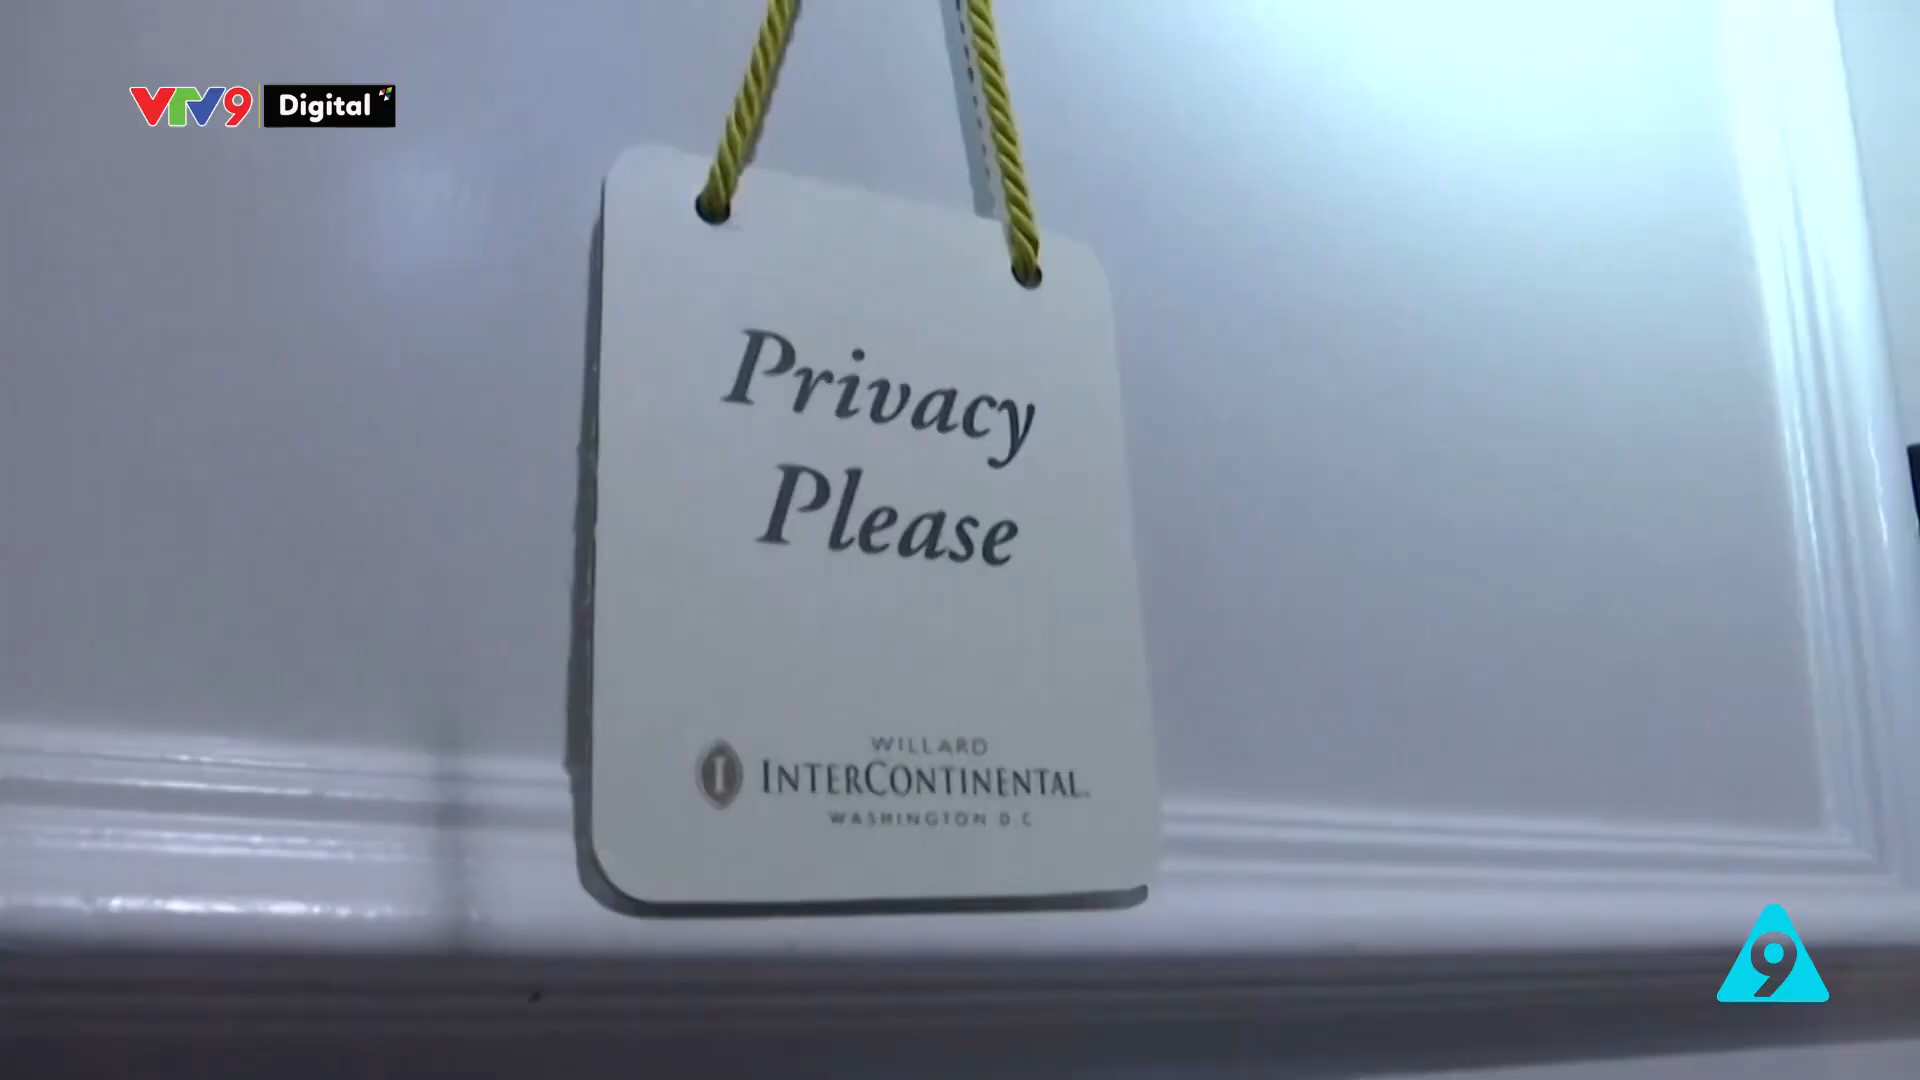 VTV9 Digital
Privacy
Please
WILLARD
I INTERCONTINENTAL.
WASHINGTON D.C
9